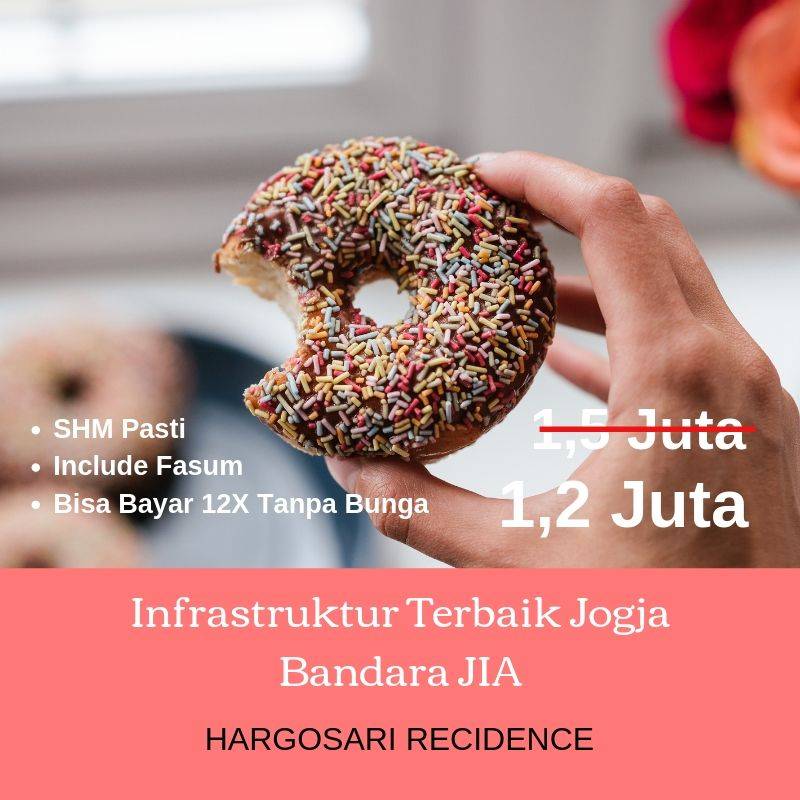 SHM Pasti
Include Fasum
Bisa Bayar 12X Tanpa Bunga
1,5 Juta
1,2 Juta
Infrastruktur Terbaik Jogja
Bandara JIA
HARGOSARI RECIDENCE